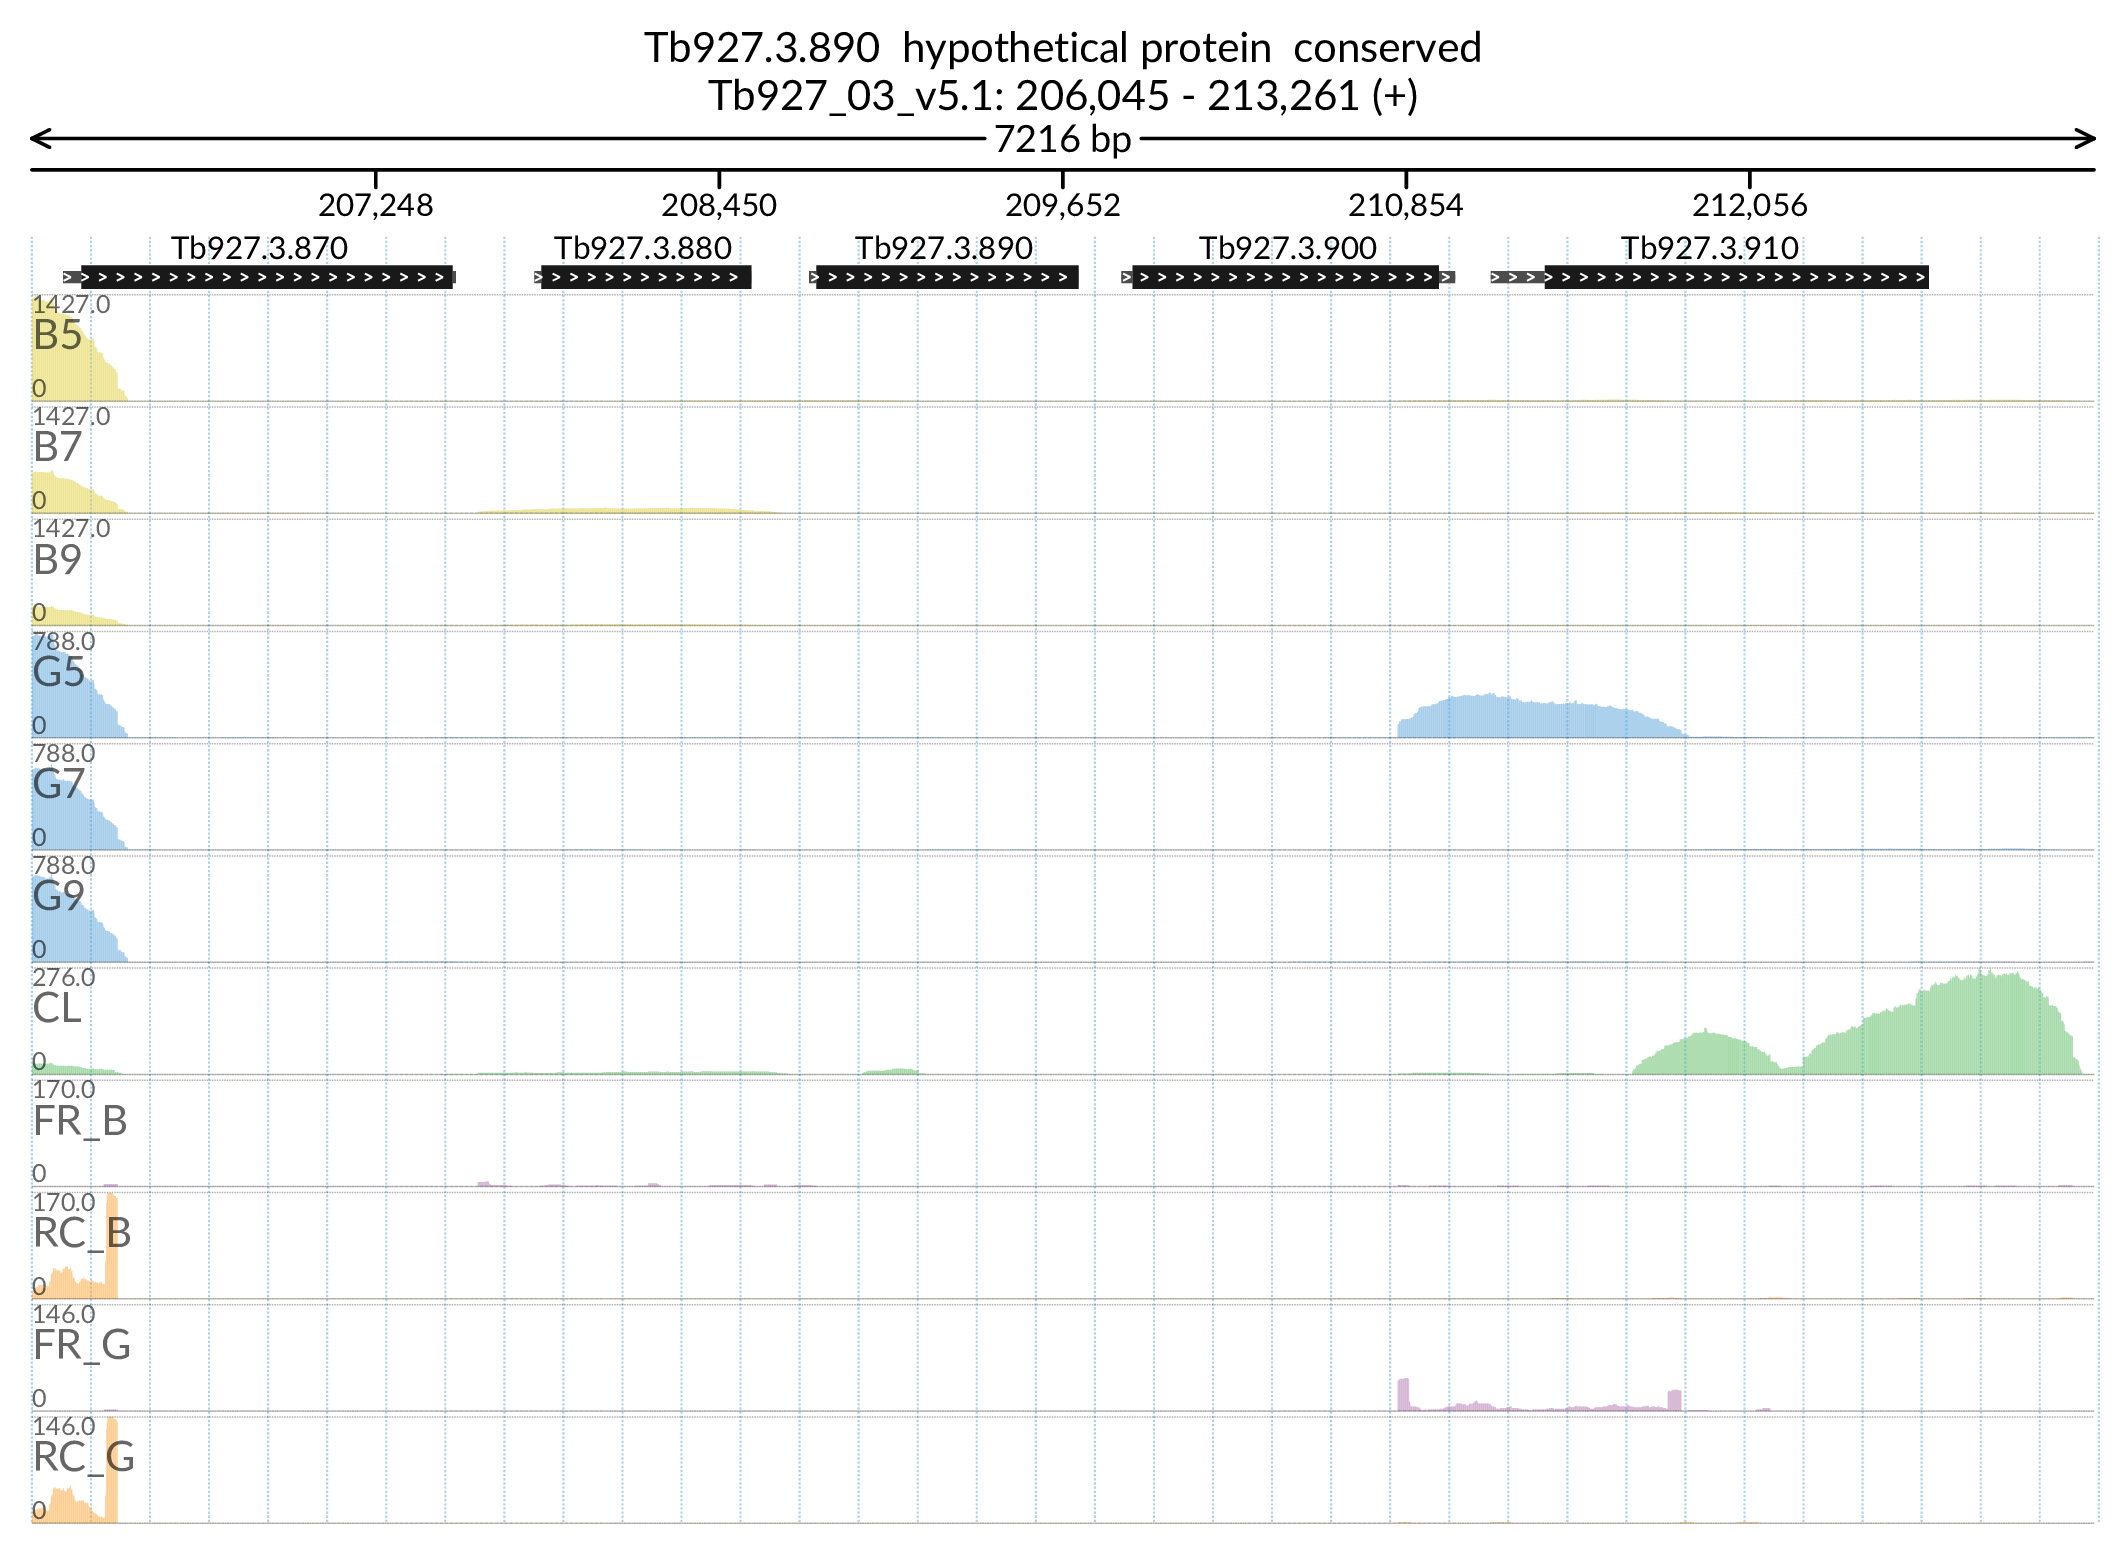 Tb927.3.890 hypothetical protein conserved
Tb927_03_v5.1: 206,045 - 213,261 (+)
7216 bp
207,248 208,450 209,652 210,854 212,056
Tb927.3.870 Tb927.3.880 Tb927.3.890 Tb927.3.900 Tb927.3.910
1427.0
B5
0
1427.0
B7
0
1427.0
B9
0
788.0
G5
0
788.0
G7
0
788.0
G9
0
276.0
CL
0
170.0
FR_B
0
170.0
RC_B
0
146.0
FR_G
0
146.0
RC_G
0